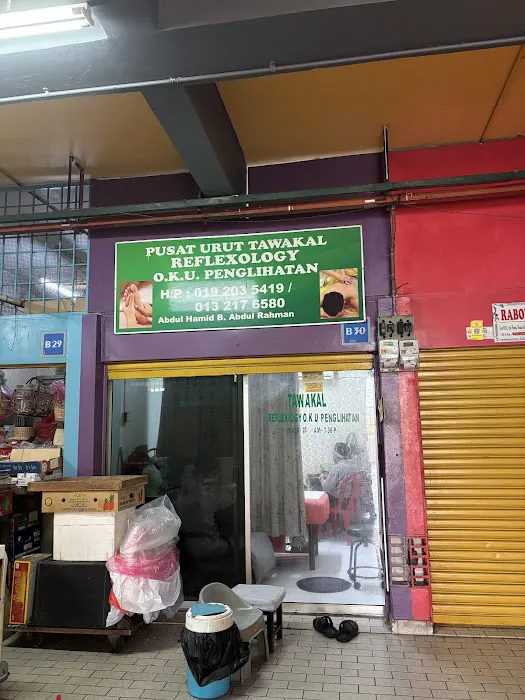 PUSAT URUT TAWAKAL
REFLEXOLOGY
O.K.U. PENGLIHATAN
H/P : 019 203 5419 /
013 217 6580
Abdul Hamid B. Abdul Rahman
B29
B30
TAWAKAL
REFLEXIOLOGY O.K U PENGLIHATAN
RABO